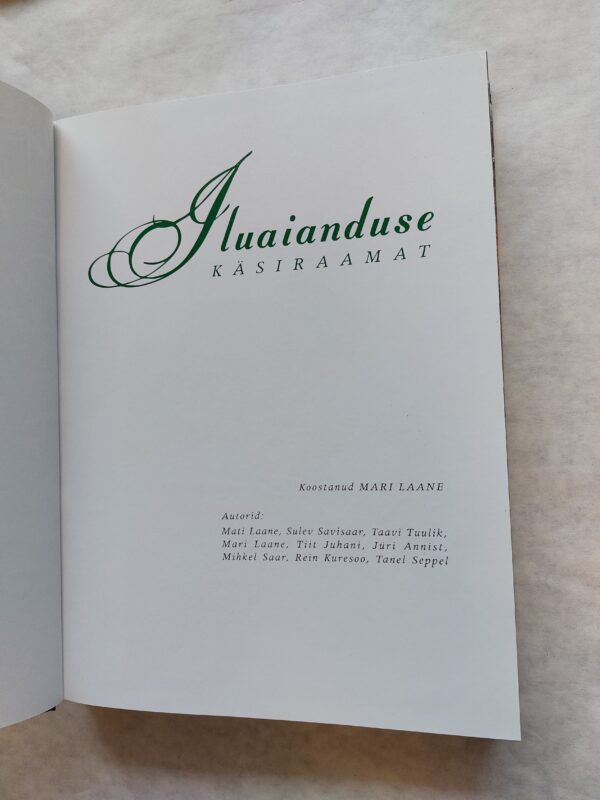 Iluaianduse
KÄSIRAAMAT
Koostanud MARI LAANE
Autorid:
Mati Laane, Sulev Savisaar, Taavi Tuulik,
Mari Laane, Tiit Juhani, Jüri Annist,
Mihkel Saar, Rein Kuresoo, Tanel Seppel